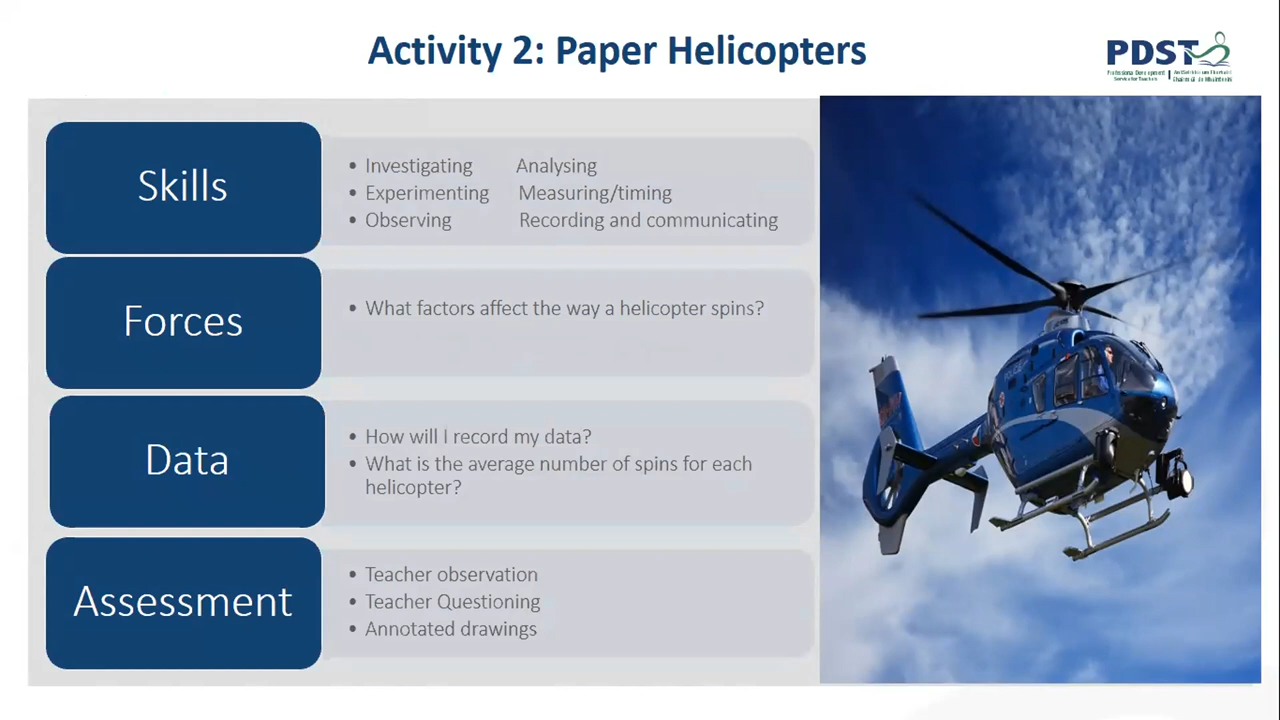 Activity 2: Paper Helicopters
PDST
Skills
• Investigating Analysing
• Experimenting Measuring/timing
• Observing Recording and communicating
Forces
• What factors affect the way a helicopter spins?
Data
• How will I record my data?
• What is the average number of spins for each
helicopter?
Assessment
• Teacher observation
• Teacher Questioning
• Annotated drawings